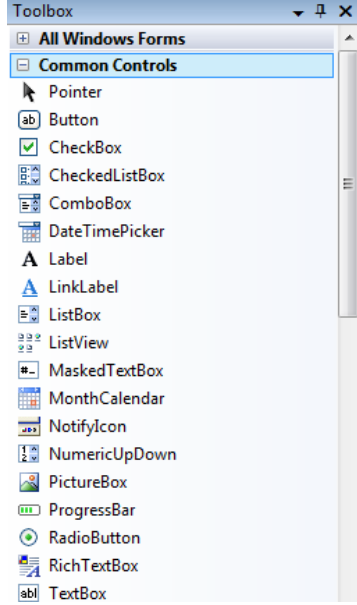 Toolbox
All Windows Forms
Common Controls
Pointer
Button
CheckBox
CheckedListBox
ComboBox
DateTimePicker
A Label
A LinkLabel
ListBox
ListView
MaskedTextBox
MonthCalendar
NotifyIcon
NumericUpDown
PictureBox
ProgressBar
RadioButton
RichTextBox
abl TextBox